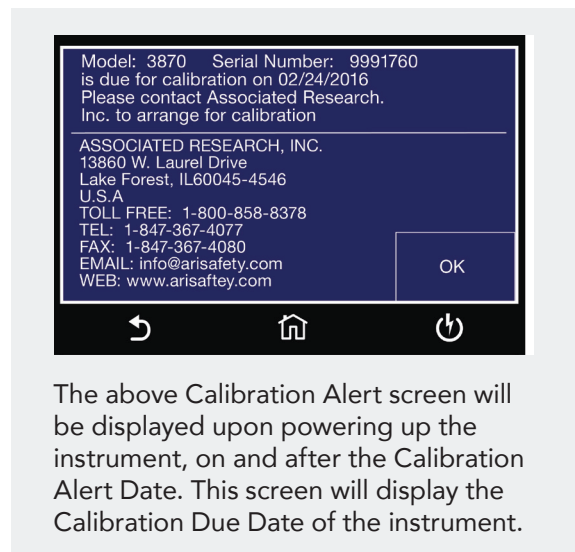 Model: 3870 Serial Number: 9991760
is due for calibration on 02/24/2016
Please contact Associated Research.
Inc. to arrange for calibration
ASSOCIATED RESEARCH, INC.
13860 W. Laurel Drive
Lake Forest, IL60045-4546
U.S.A
TOLL FREE: 1-800-858-8378
TEL: 1-847-367-4077
FAX: 1-847-367-4080
EMAIL: info@arisafety.com
WEB: www.arisaftey.com
OK
The above Calibration Alert screen will
be displayed upon powering up the
instrument, on and after the Calibration
Alert Date. This screen will display the
Calibration Due Date of the instrument.